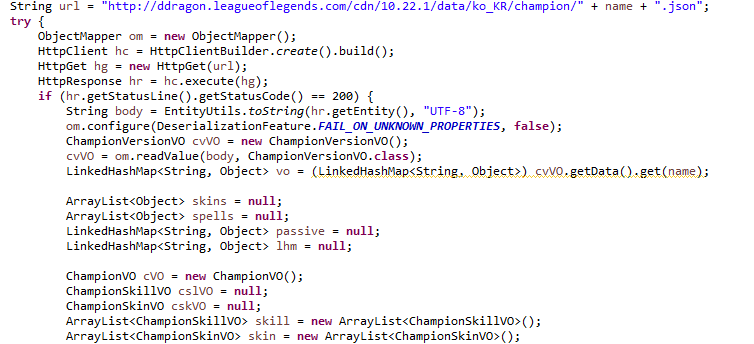 String url = "http://ddragon.leagueoflegends.com/cdn/10.22.1/data/ko_KR/champion/" + name + ".json";
try {
ObjectMapper om = new ObjectMapper();
HttpClient hc = HttpClientBuilder.create().build();
HttpGet hg = new HttpGet(url);
HttpResponse hr = hc.execute(hg);
if (hr.getStatusLine().getStatusCode() == 200) {
String body = EntityUtils.toString(hr.getEntity(), "UTF-8");
om.configure(DeserializationFeature.FAIL_ON_UNKNOWN_PROPERTIES, false);
ChampionVersionVO cvVO = new ChampionVersionVO();
cvVO = om.readValue(body, ChampionVersionVO.class);
LinkedHashMap<String, Object> vo = (LinkedHashMap<String, Object>) cvVO.getData().get(name);
ArrayList<Object> skins = null;
ArrayList<Object> spells = null;
LinkedHashMap<String, Object> passive = null;
LinkedHashMap<String, Object> lhm = null;
ChampionVO cVO = new ChampionVO();
ChampionSkillVO cslVO = null;
ChampionSkinVO cskVO = null;
ArrayList<ChampionSkillVO> skill = new ArrayList<ChampionSkillVO>();
ArrayList<ChampionSkinVO> skin = new ArrayList<ChampionSkinVO>();